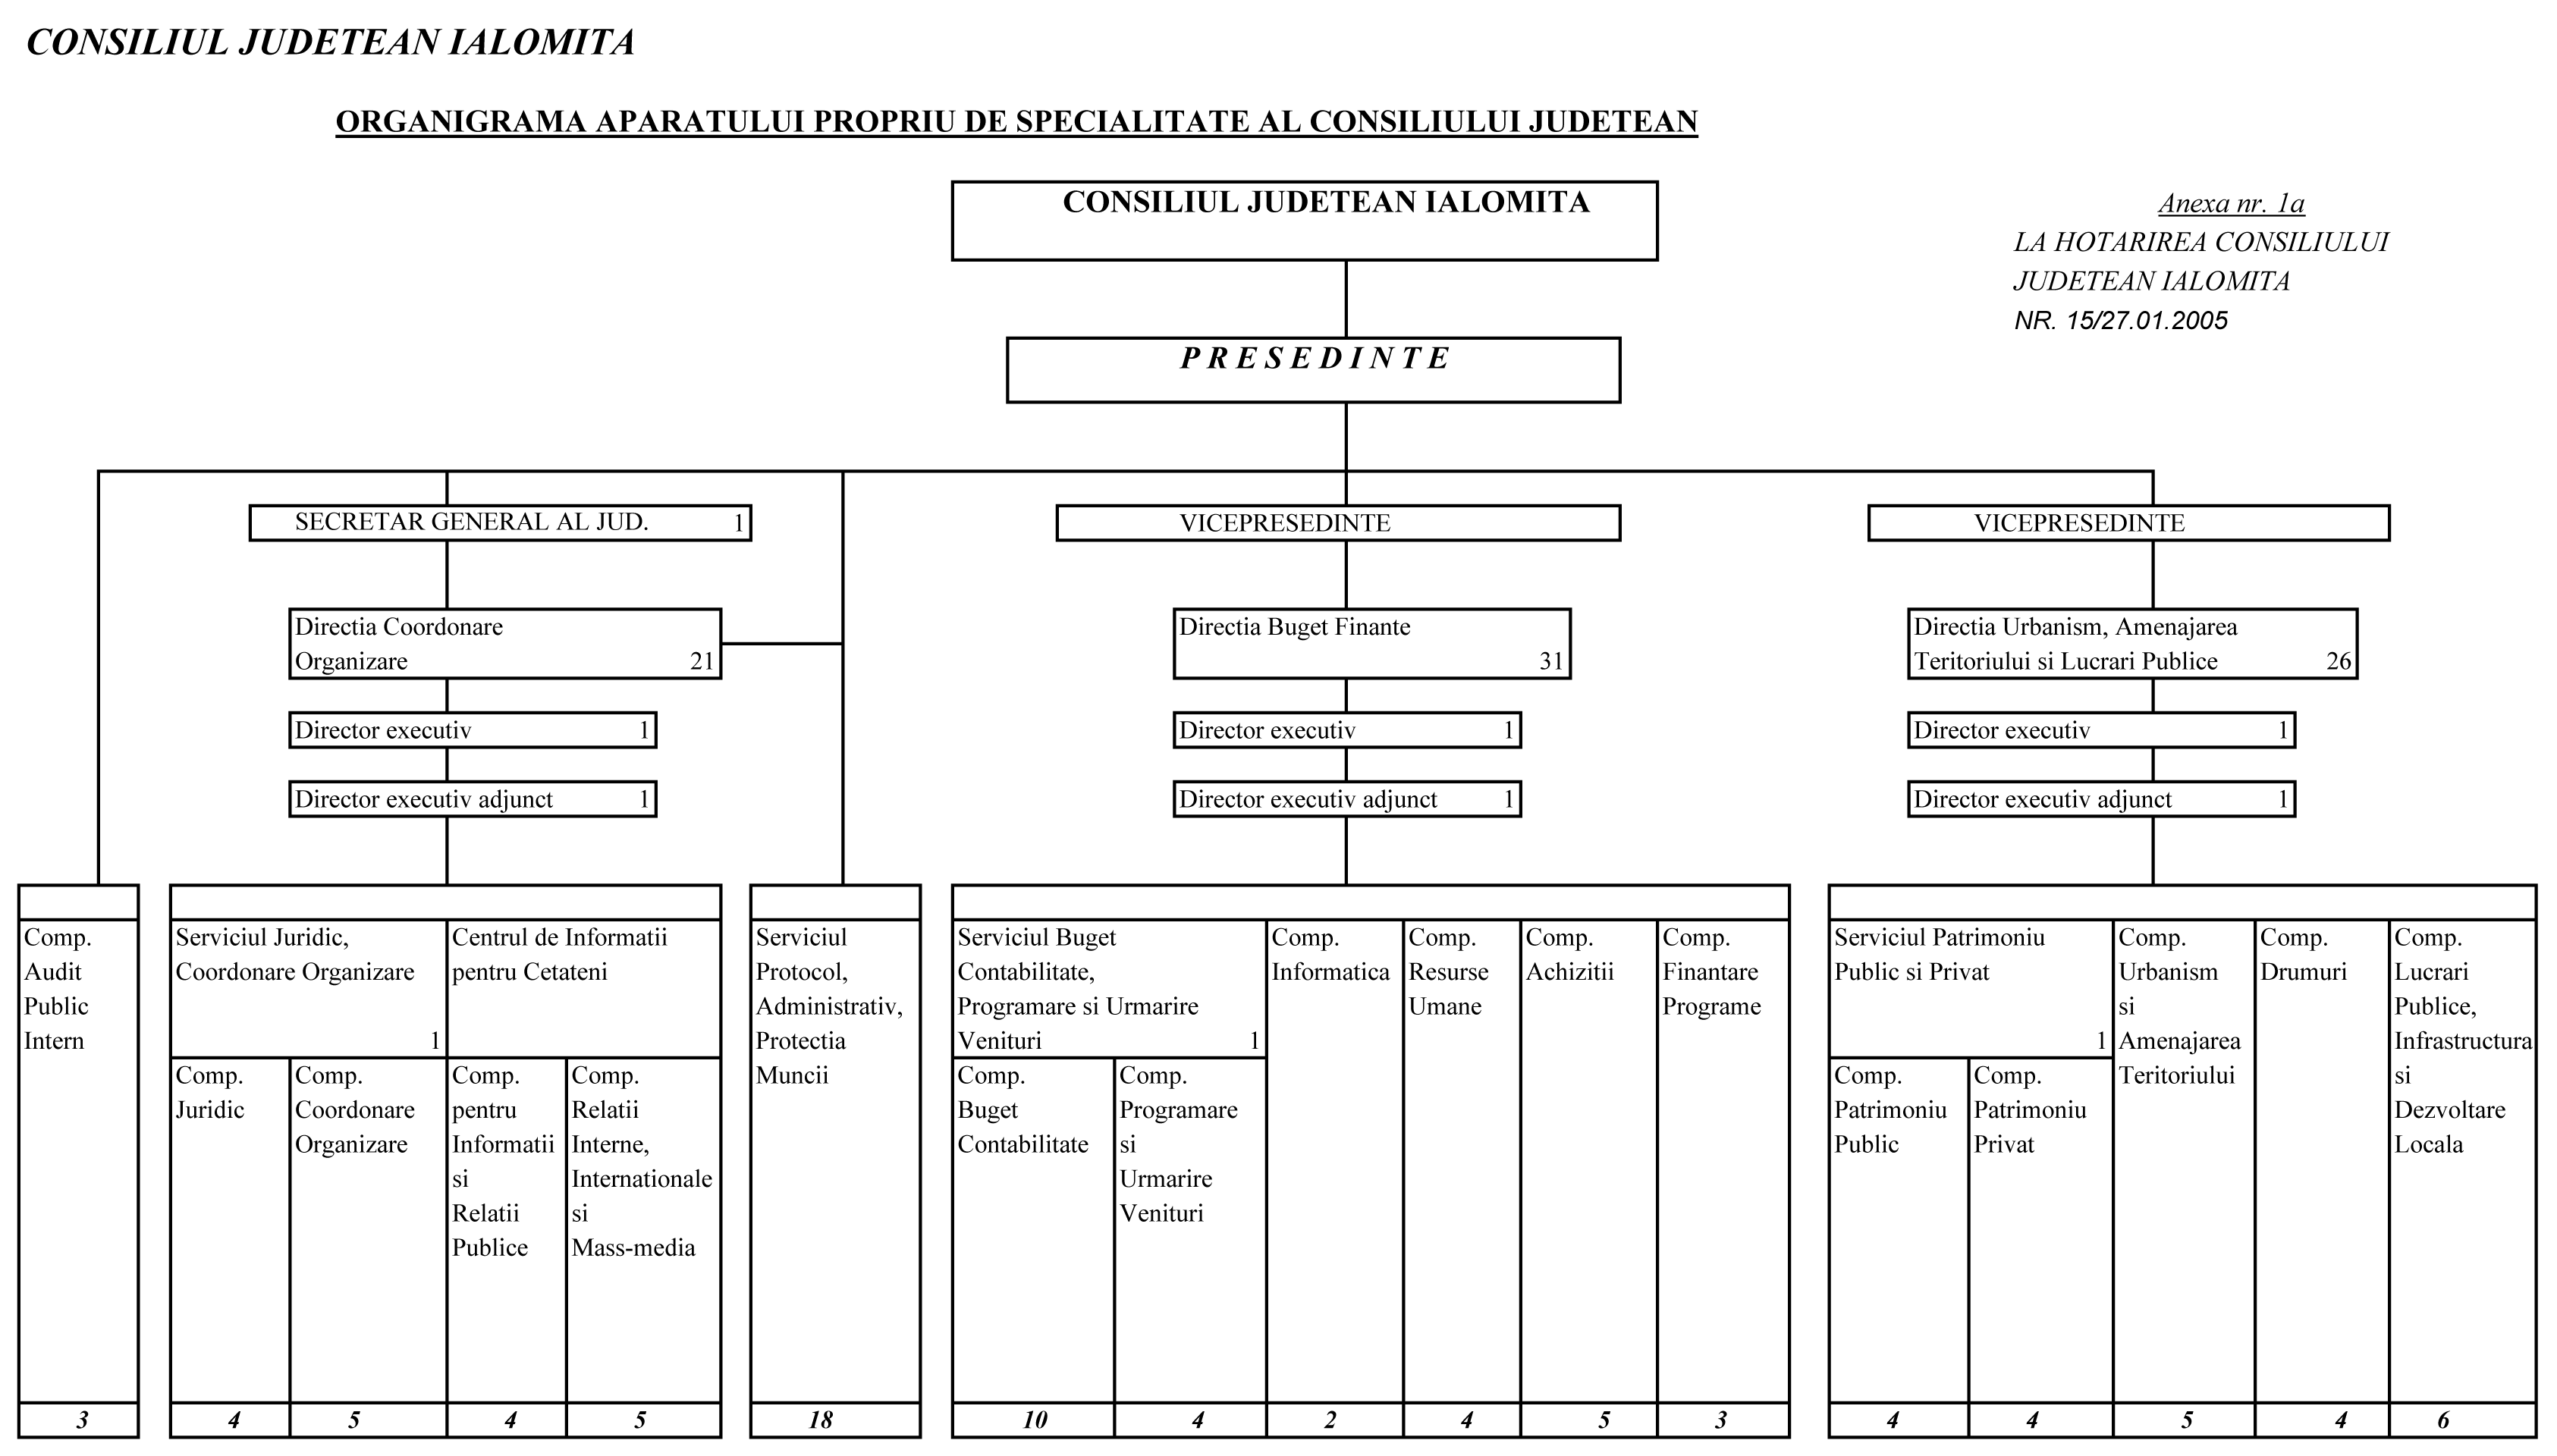 CONSILIUL JUDETEAN IALOMITA
ORGANIGRAMA APARATULUI PROPRIU DE SPECIALITATE AL CONSILIULUI JUDETEAN
CONSILIUL JUDETEAN IALOMITA
Anexa nr. 1a
LA HOTARIREA CONSILIULUI
JUDETEAN IALOMITA
NR. 15/27.01.2005
PRESEDINTE
SECRETAR GENERAL AL JUD. 1
VICEPRESEDINTE
VICEPRESEDINTE
Directia Coordonare
Organizare 21
Directia Buget Finante
31
Directia Urbanism, Amenajarea
Teritoriului si Lucrari Publice 26
Director executiv 1
Director executiv 1
Director executiv 1
Director executiv adjunct 1
Director executiv adjunct 1
Director executiv adjunct 1
Comp.
Audit
Public
Intern
Serviciul Juridic,
Coordonare Organizare
1
Centrul de Informatii
pentru Cetateni
Comp.
Juridic
Comp.
Coordonare
Organizare
Comp.
pentru
Informatii
si
Relatii
Publice
Comp.
Relatii
Interne,
Internationale
si
Mass-media
Serviciul
Protocol,
Administrativ,
Protectia
Muncii
Serviciul Buget
Contabilitate,
Programare si Urmarire
Venituri 1
Comp.
Buget
Contabilitate
Comp.
Programare
si
Urmarire
Venituri
Comp.
Informatica
Comp.
Resurse
Umane
Comp.
Achizitii
Comp.
Finantare
Programe
Serviciul Patrimoniu
Public si Privat
1
Comp.
Patrimoniu
Public
Comp.
Patrimoniu
Privat
Comp.
Urbanism
si
Amenajarea
Teritoriului
Comp.
Drumuri
Comp.
Lucrari
Publice,
Infrastructura
si
Dezvoltare
Locala
3 4 5 4 5 18 10 4 2 4 5 3 4 4 5 4 6